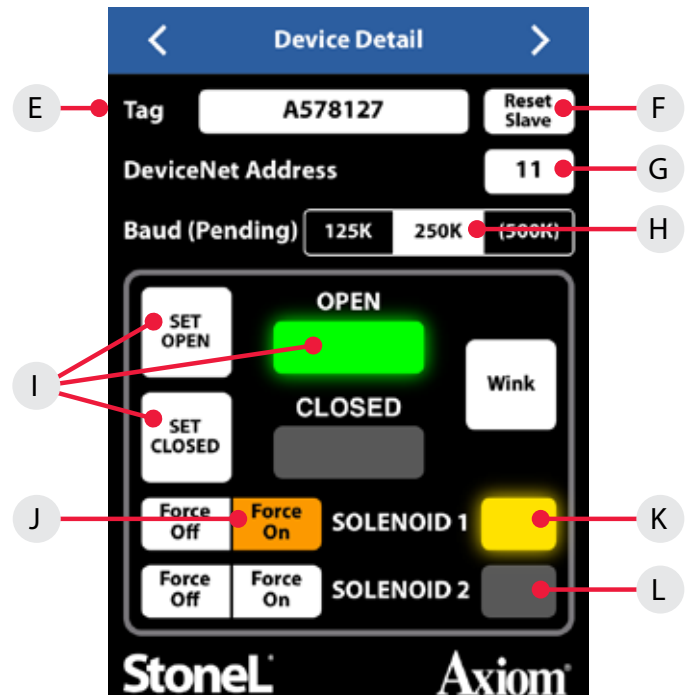 Device Detail
E Tag A578127 Reset Slave F
DeviceNet Address 11 G
Baud (Pending) 125K 250K (500K) H
SET OPEN
OPEN
Wink
I
CLOSED
SET CLOSED
J Force Off Force On SOLENOID 1 K
Force Off Force On SOLENOID 2 L
StoneL Axiom